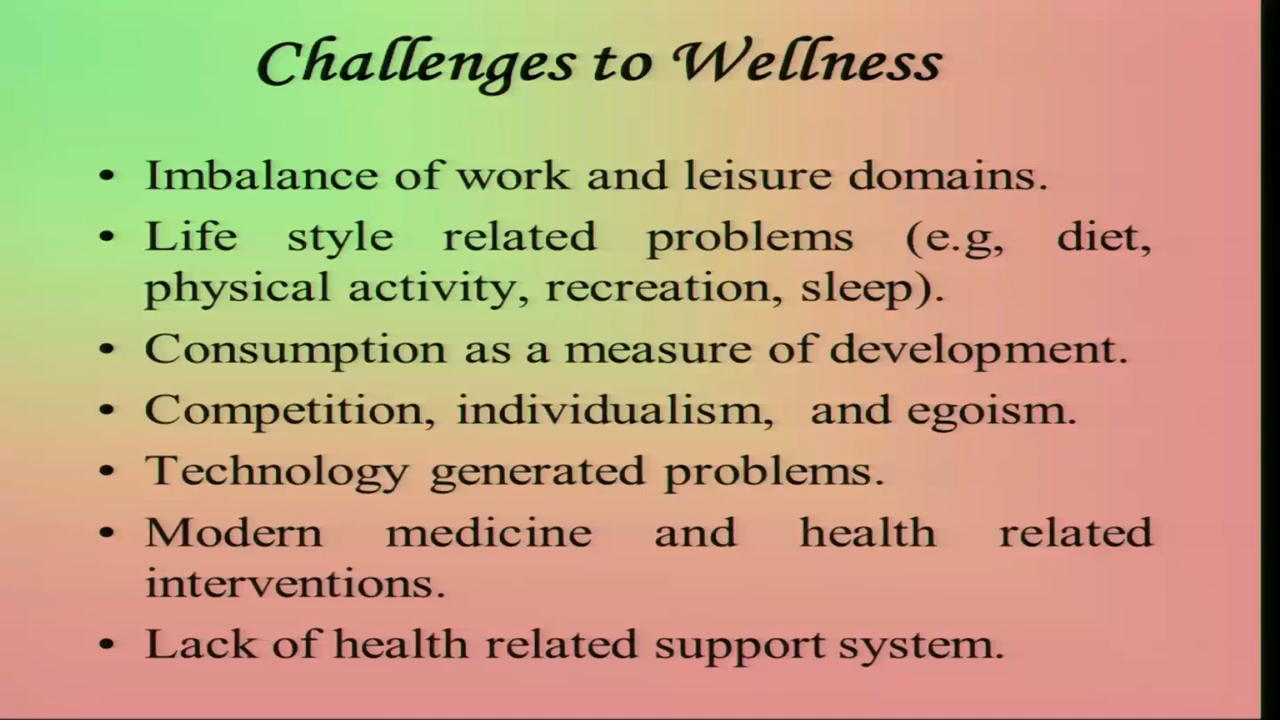 Challenges to Wellness
• Imbalance of work and leisure domains.
• Life style related problems (e.g, diet,
physical activity, recreation, sleep).
• Consumption as a measure of development.
• Competition, individualism, and egoism.
• Technology generated problems.
• Modern medicine and health related
interventions.
• Lack of health related support system.